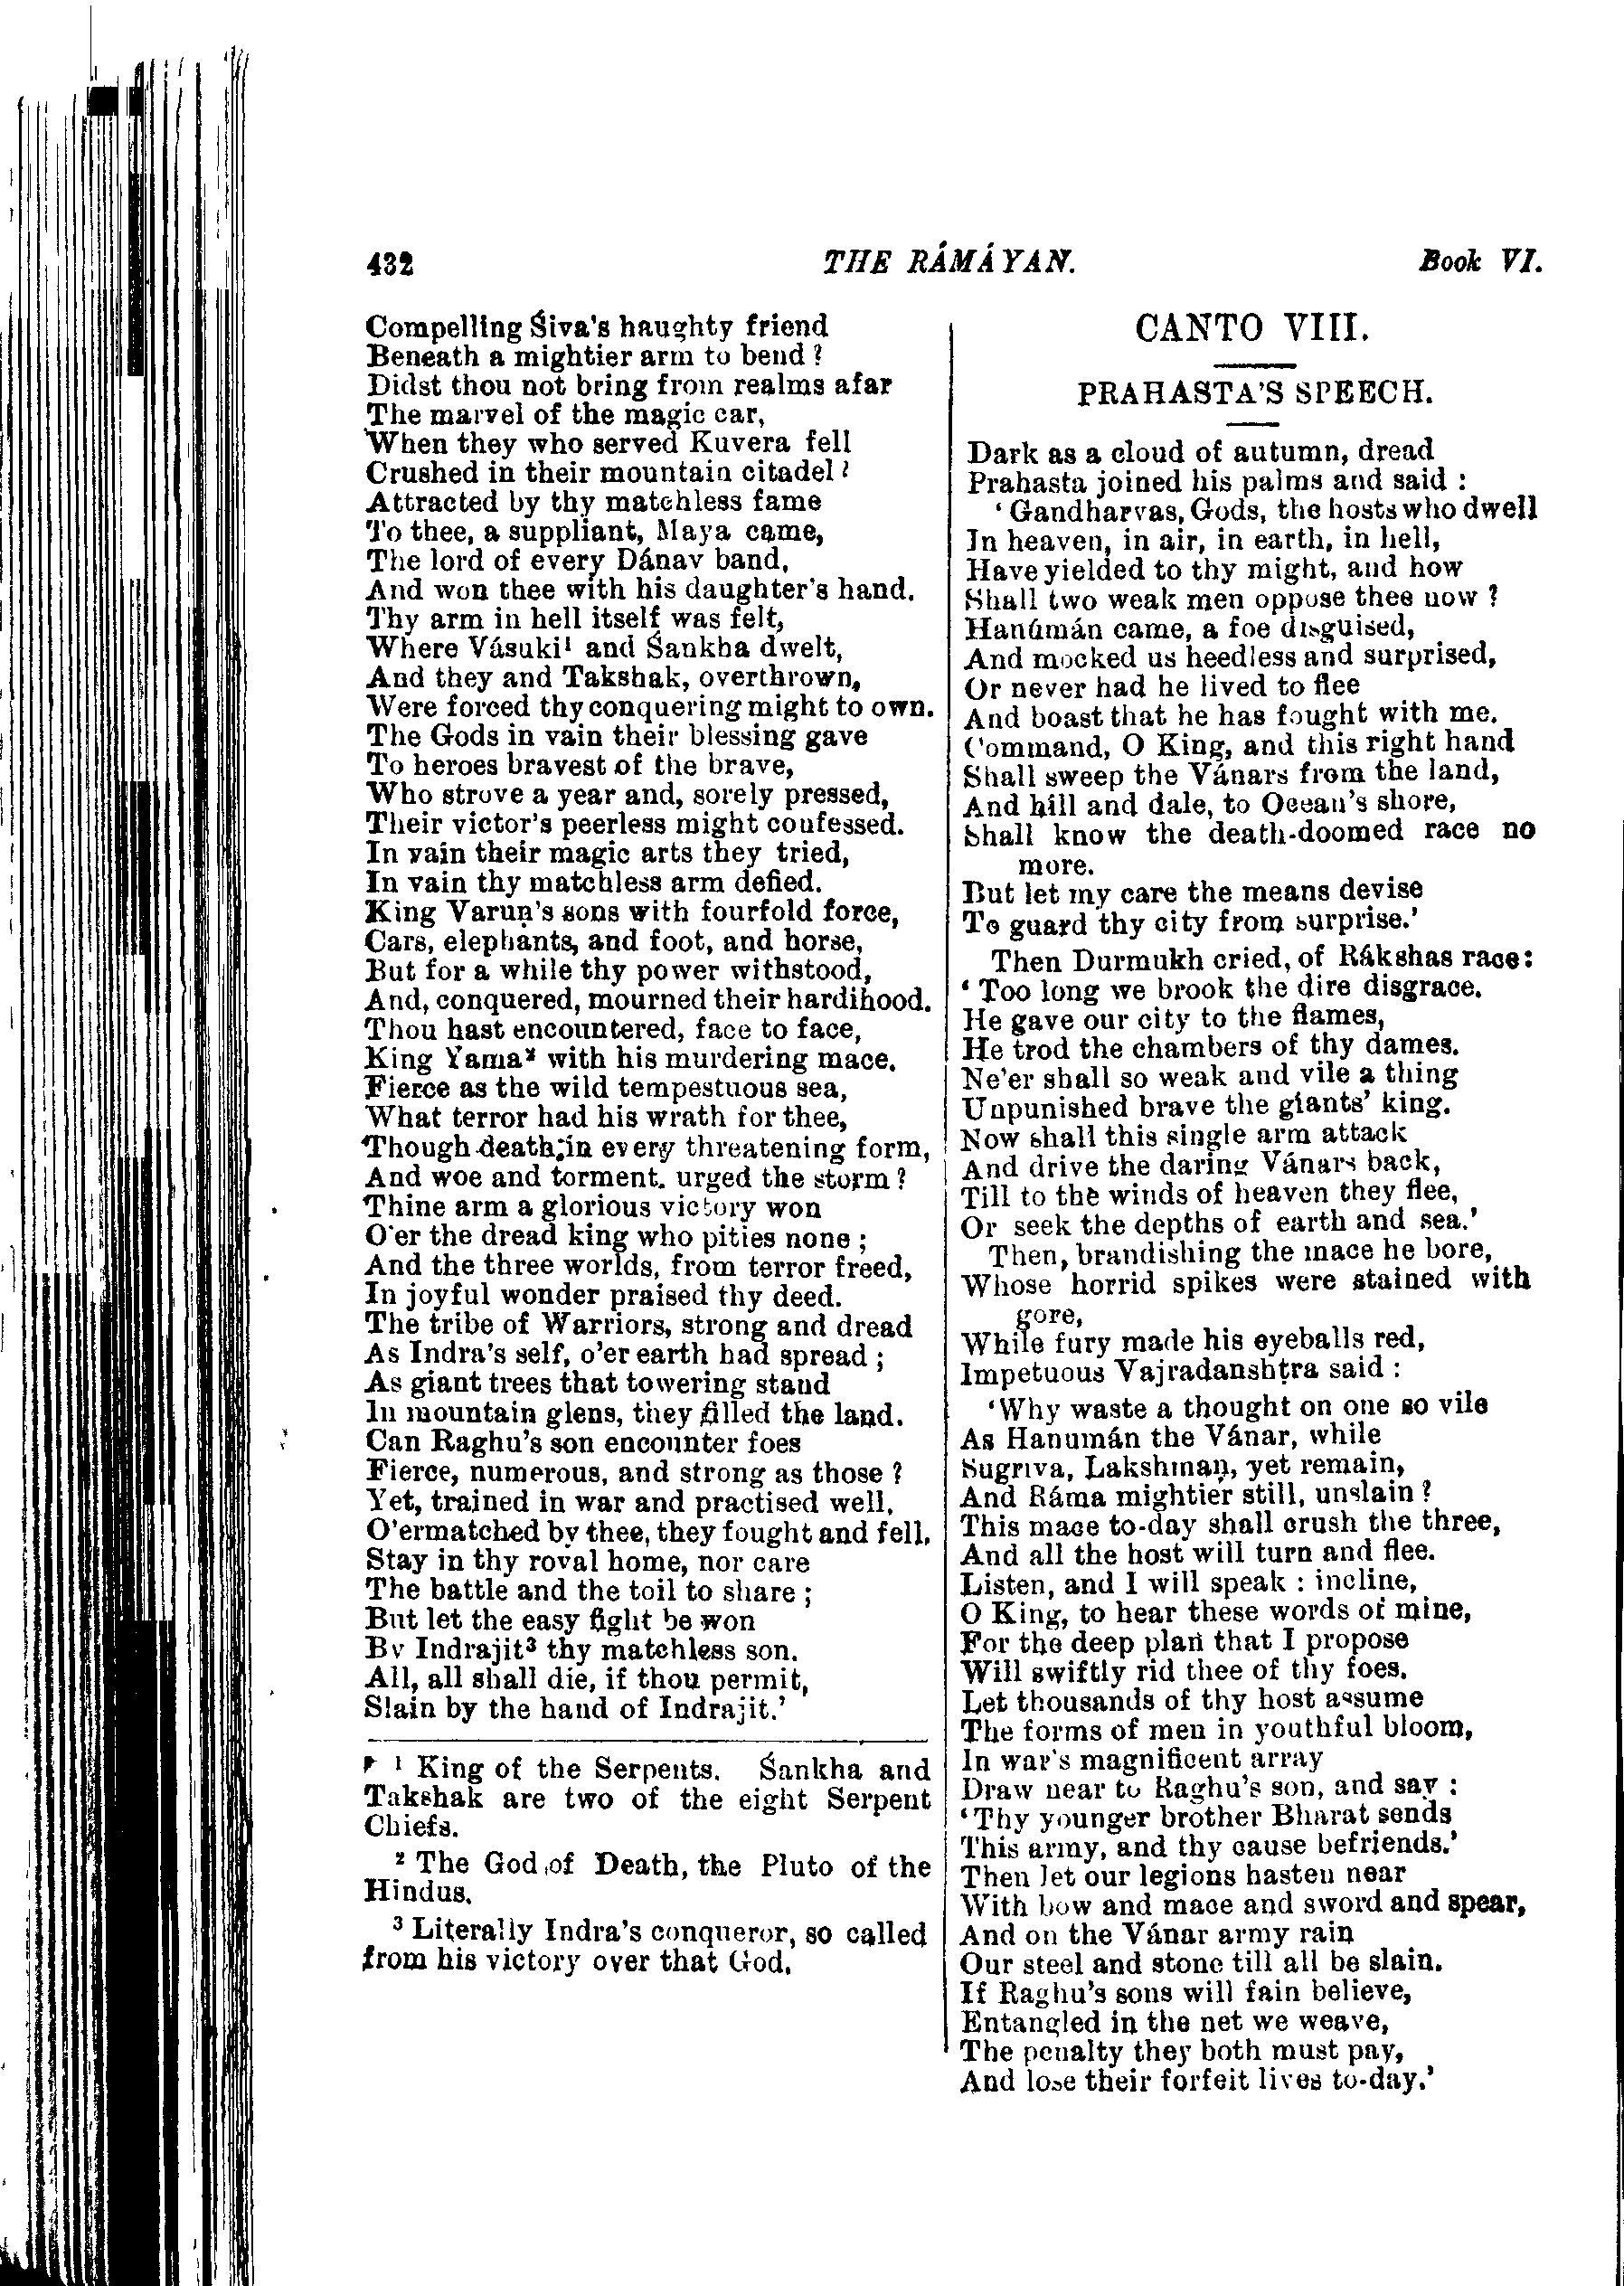 432 THE RÁMÁYAN. Book VI.
Compelling Śiva's haughty friend
Beneath a mightier arm to bend ?
Didst thou not bring from realms afar
The marvel of the magic car,
When they who served Kuvera fell
Crushed in their mountain citadel ?
Attracted by thy matchless fame
To thee, a suppliant, Maya came,
The lord of every Dánav band,
And won thee with his daughter's hand.
Thy arm in hell itself was felt,
Where Vásuki¹ and Śankha dwelt,
And they and Takshak, overthrown,
Were forced thy conquering might to own.
The Gods in vain their blessing gave
To heroes bravest of the brave,
Who strove a year and, sorely pressed,
Their victor's peerless might confessed.
In vain their magic arts they tried,
In vain thy matchless arm defied.
King Varuṇ's sons with fourfold force,
Cars, elephants, and foot, and horse,
But for a while thy power withstood,
And, conquered, mourned their hardihood.
Thou hast encountered, face to face,
King Yama² with his murdering mace.
Fierce as the wild tempestuous sea,
What terror had his wrath for thee,
Though death in every threatening form,
And woe and torment, urged the storm ?
Thine arm a glorious victory won
O'er the dread king who pities none ;
And the three worlds, from terror freed,
In joyful wonder praised thy deed.
The tribe of Warriors, strong and dread
As Indra's self, o'er earth had spread ;
As giant trees that towering stand
In mountain glens, they filled the land.
Can Raghu's son encounter foes
Fierce, numerous, and strong as those ?
Yet, trained in war and practised well,
O'ermatched by thee, they fought and fell.
Stay in thy royal home, nor care
The battle and the toil to share ;
But let the easy fight be won
By Indrajit³ thy matchless son.
All, all shall die, if thou permit,
Slain by the hand of Indrajit.'
¹ King of the Serpents. Śankha and
Takshak are two of the eight Serpent
Chiefs.
² The God of Death, the Pluto of the
Hindus.
³ Literally Indra's conqueror, so called
from his victory over that God.
CANTO VIII.
PRAHASTA'S SPEECH.
Dark as a cloud of autumn, dread
Prahasta joined his palms and said :
'Gandharvas, Gods, the hosts who dwell
In heaven, in air, in earth, in hell,
Have yielded to thy might, and how
Shall two weak men oppose thee now ?
Hanúmán came, a foe disguised,
And mocked us heedless and surprised,
Or never had he lived to flee
And boast that he has fought with me.
Command, O King, and this right hand
Shall sweep the Vánars from the land,
And hill and dale, to Ocean's shore,
Shall know the death-doomed race no
more.
But let my care the means devise
To guard thy city from surprise.'
Then Durmukh cried, of Rákshas race:
'Too long we brook the dire disgrace.
He gave our city to the flames,
He trod the chambers of thy dames.
Ne'er shall so weak and vile a thing
Unpunished brave the giants' king.
Now shall this single arm attack
And drive the daring Vánars back,
Till to the winds of heaven they flee,
Or seek the depths of earth and sea.'
Then, brandishing the mace he bore,
Whose horrid spikes were stained with
gore,
While fury made his eyeballs red,
Impetuous Vajradanshṭra said :
'Why waste a thought on one so vile
As Hanumán the Vánar, while
Sugriva, Lakshmaṇ, yet remain,
And Ráma mightier still, unslain ?
This mace to-day shall crush the three,
And all the host will turn and flee.
Listen, and I will speak : incline,
O King, to hear these words of mine,
For the deep plan that I propose
Will swiftly rid thee of thy foes.
Let thousands of thy host assume
The forms of men in youthful bloom,
In war's magnificent array
Draw near to Raghu's son, and say :
'Thy younger brother Bharat sends
This army, and thy cause befriends.'
Then let our legions hasten near
With bow and mace and sword and spear,
And on the Vánar army rain
Our steel and stone till all be slain.
If Raghu's sons will fain believe,
Entangled in the net we weave,
The penalty they both must pay,
And lose their forfeit lives to-day.'